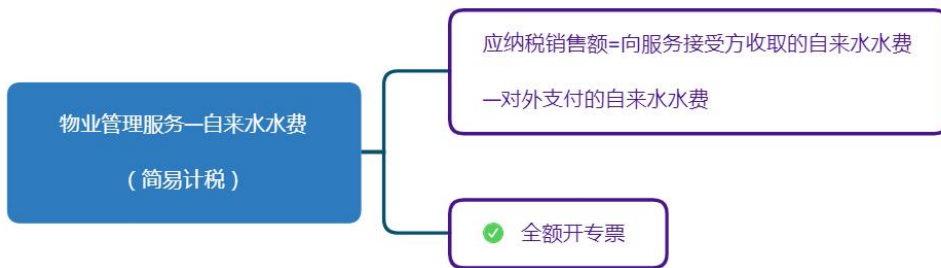 物业管理服务—自来水水费
（简易计税）
应纳税销售额=向服务接受方收取的自来水水费
—对外支付的自来水水费
全额开专票